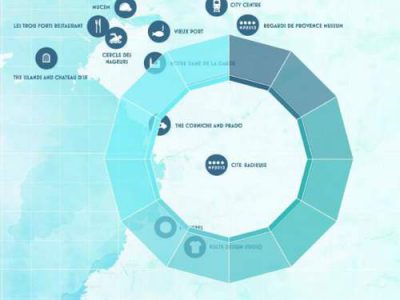 MUCEM
CITY CENTRE
LES TROIS FORTS RESTAURANT
VIEUX PORT
REGARDS DE PROVENCE MUSEUM
CERCLE DES
NAGEURS
NOTRE DAME DE LA GARDE
THE ISLANDS AND CHATEAU D'IF
THE CORNICHE AND PRADO
CITE RADIEUSE